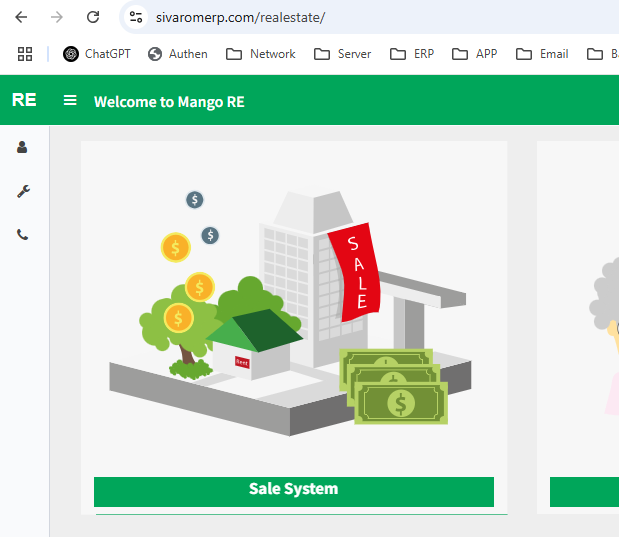 sivaromerp.com/realestate/
ChatGPT Authen Network Server ERP APP Email
RE Welcome to Mango RE
$
$
$
$
$
SALE
Rent
$
Sale System